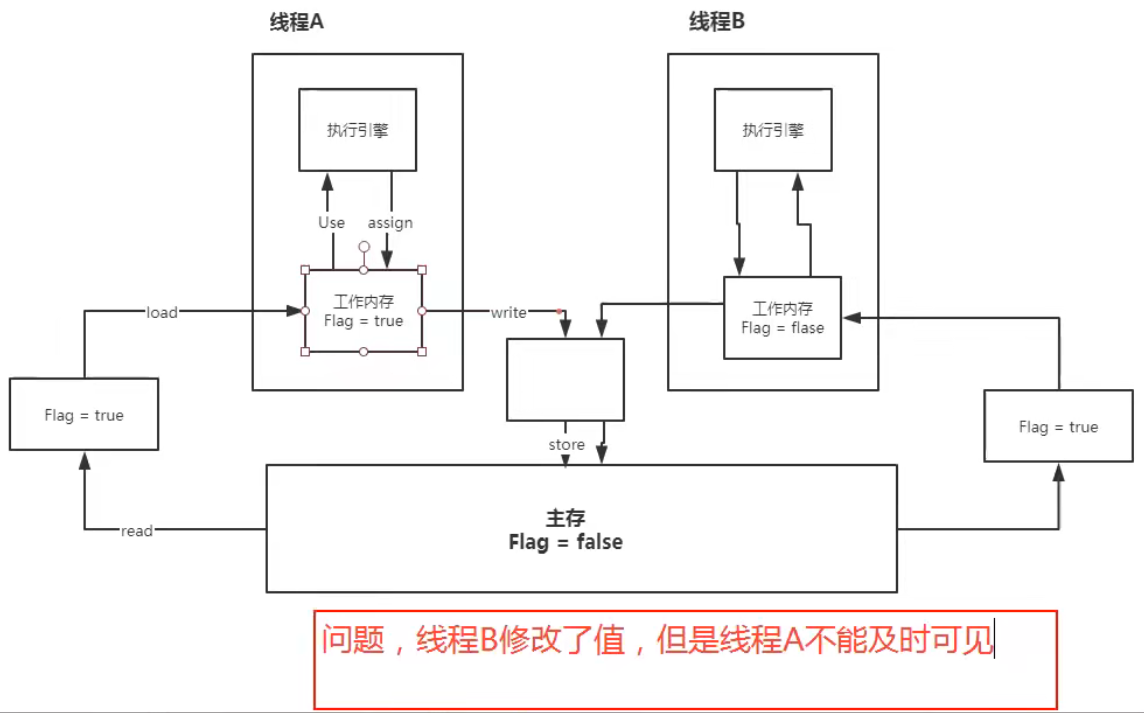 线程A
线程B
执行引擎
执行引擎
Use
assign
工作内存
Flag = true
工作内存
Flag = flase
load
write
Flag = true
Flag = true
store
read
主存
Flag = false
问题，线程B修改了值，但是线程A不能及时可见